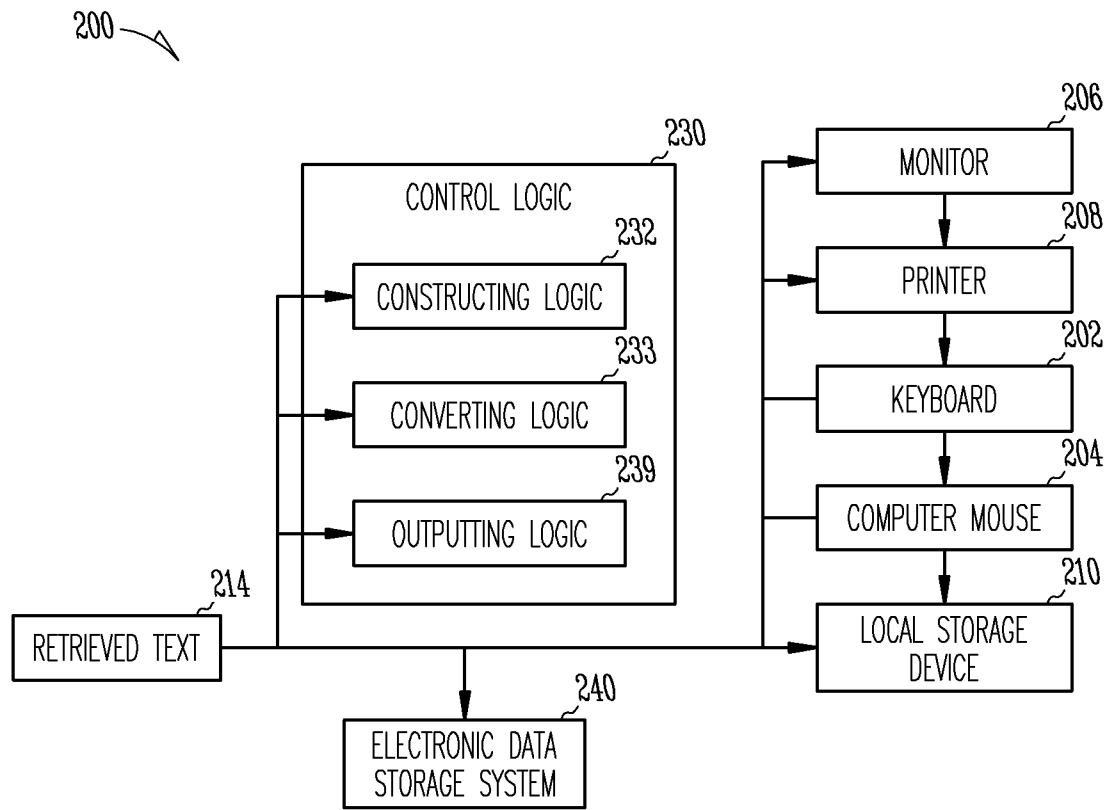 200
230
CONTROL LOGIC
232
CONSTRUCTING LOGIC
233
CONVERTING LOGIC
239
OUTPUTTING LOGIC
214
RETRIEVED TEXT
240
ELECTRONIC DATA
STORAGE SYSTEM
206
MONITOR
208
PRINTER
202
KEYBOARD
204
COMPUTER MOUSE
210
LOCAL STORAGE
DEVICE